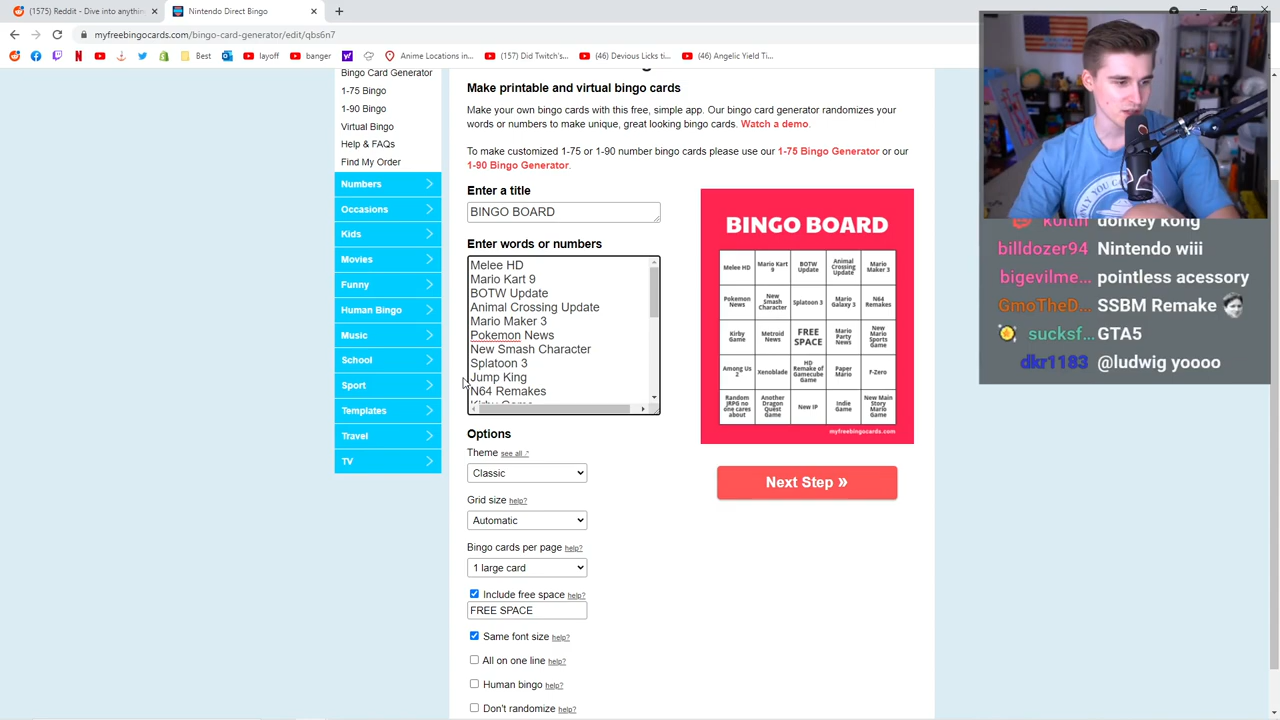 (1575) Reddit - Dive into anythin
Nintendo Direct Bingo
myfreebingocards.com/bingo-card-generator/edit/qbs6n7
layoff
banger
Best
Anime Locations in...
(157) Did Twitch's...
(46) Devious Licks ti...
(46) Angelic Yield Ti...
Bingo Card Generator
1-75 Bingo
1-90 Bingo
Virtual Bingo
Help & FAQs
Find My Order
Numbers
Occasions
Kids
Movies
Funny
Human Bingo
Music
School
Sport
Templates
Travel
TV
Make printable and virtual bingo cards
Make your own bingo cards with this free, simple app. Our bingo card generator randomizes your
words or numbers to make unique, great looking bingo cards. Watch a demo.
To make customized 1-75 or 1-90 number bingo cards please use our 1-75 Bingo Generator or our
1-90 Bingo Generator.
Enter a title
BINGO BOARD
Enter words or numbers
Melee HD
Mario Kart 9
BOTW Update
Animal Crossing Update
Mario Maker 3
Pokemon News
New Smash Character
Splatoon 3
Jump King
N64 Remakes
Options
Theme see all
Classic
Grid size help?
Automatic
Bingo cards per page help?
1 large card
Include free space help?
FREE SPACE
Same font size help?
All on one line help?
Human bingo help?
Don't randomize help?
BINGO BOARD
Melee HD
Mario Kart
9
BOTW
Update
Animal
Crossing
Update
Mario
Maker 3
Pokemon
News
New
Smash
Character
Splatoon 3
Mario
Galaxy 3
N64
Remakes
Kirby
Game
Metroid
News
FREE
SPACE
Mario
Party
News
New
Mario
Sports
Game
Among Us
2
Xenoblade
HD
Remake of
Gamecube
Game
Paper
Mario
F-Zero
Random
JRPG no
one cares
about
Another
Dragon
Quest
Game
New IP
Indie
Game
New Main
Story
Mario
Game
myfreebingocards.com
Next Step »
donkey kong
billdozer94 Nintendo wiii
bigevilme... pointless acessory
GmoTheD... SSBM Remake
sucksf... GTA5
dkr1183 @ludwig yoooo